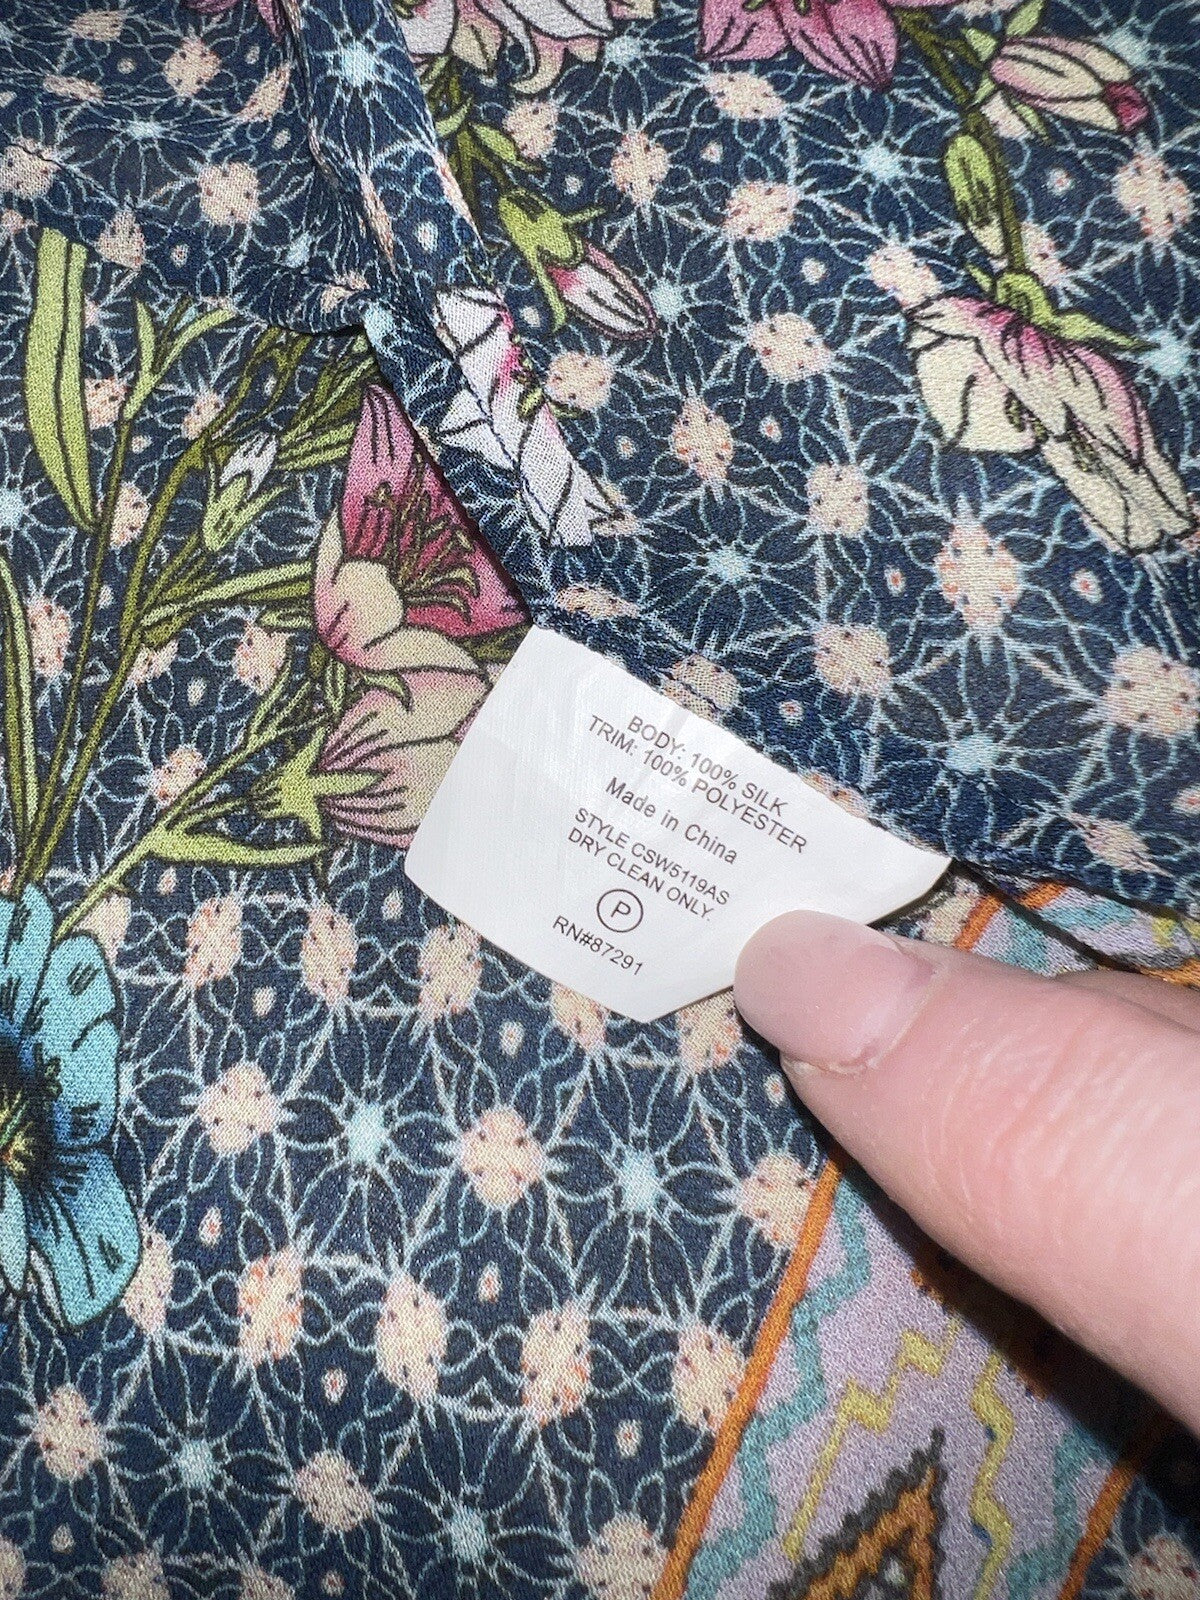 BODY: 100% SILK
TRIM: 100% POLYESTER
Made in China
STYLE CSW5119AS
DRY CLEAN ONLY.
P
RN#87291